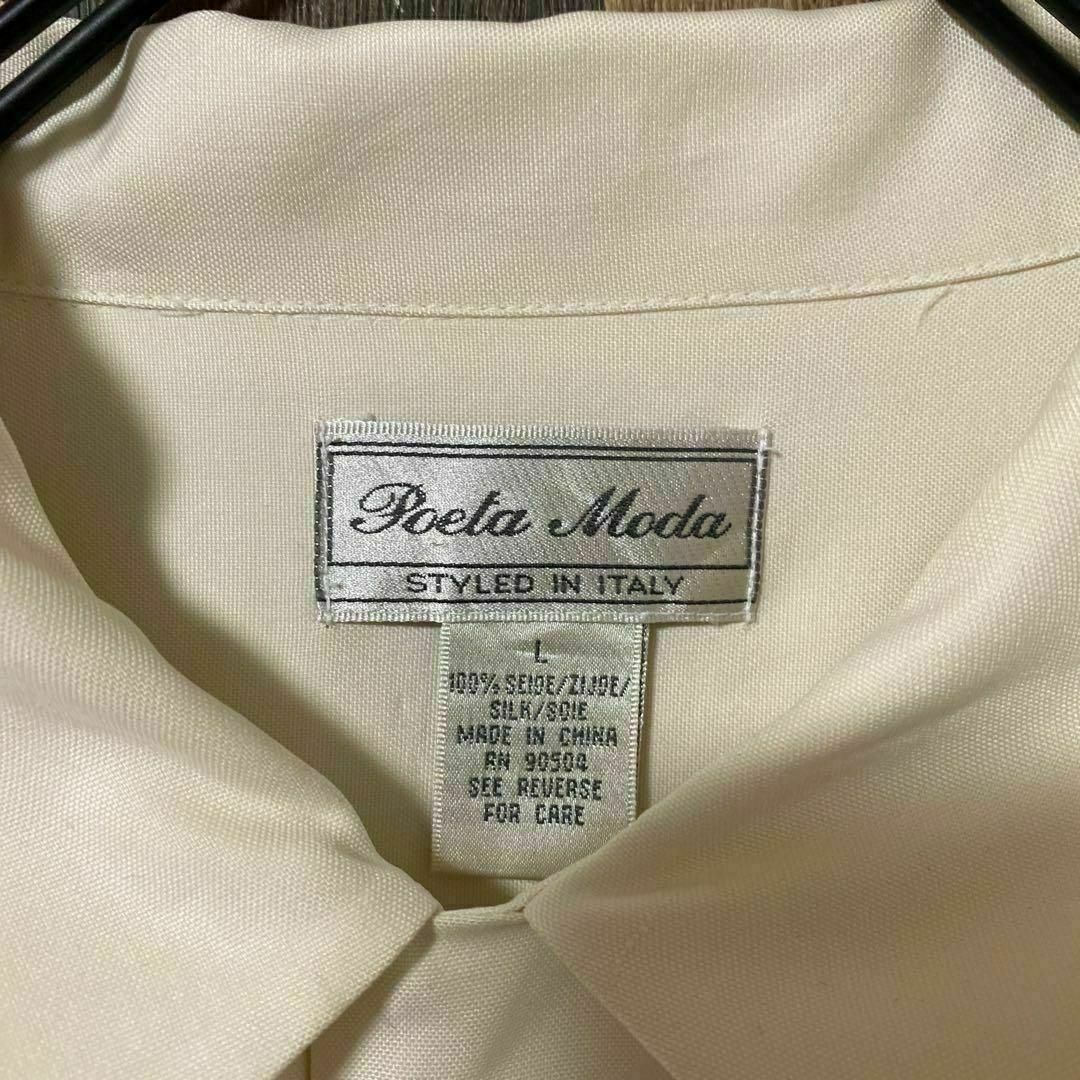 Poeta Moda
STYLED IN ITALY
L
100% SEIDE/ZIJDE/
SILK/SOIE
MADE IN CHINA
RN 90504
SEE REVERSE
FOR CARE